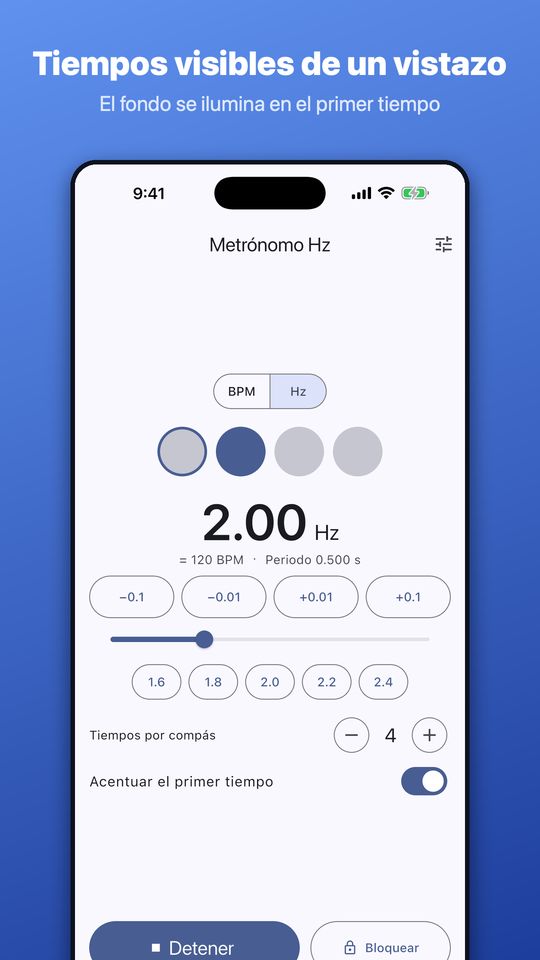 Tiempos visibles de un vistazo
El fondo se ilumina en el primer tiempo
9:41
Metrónomo Hz
BPM Hz
2.00 Hz
= 120 BPM · Periodo 0.500 s
−0.1 −0.01 +0.01 +0.1
1.6 1.8 2.0 2.2 2.4
Tiempos por compás − 4 +
Acentuar el primer tiempo
Detener Bloquear